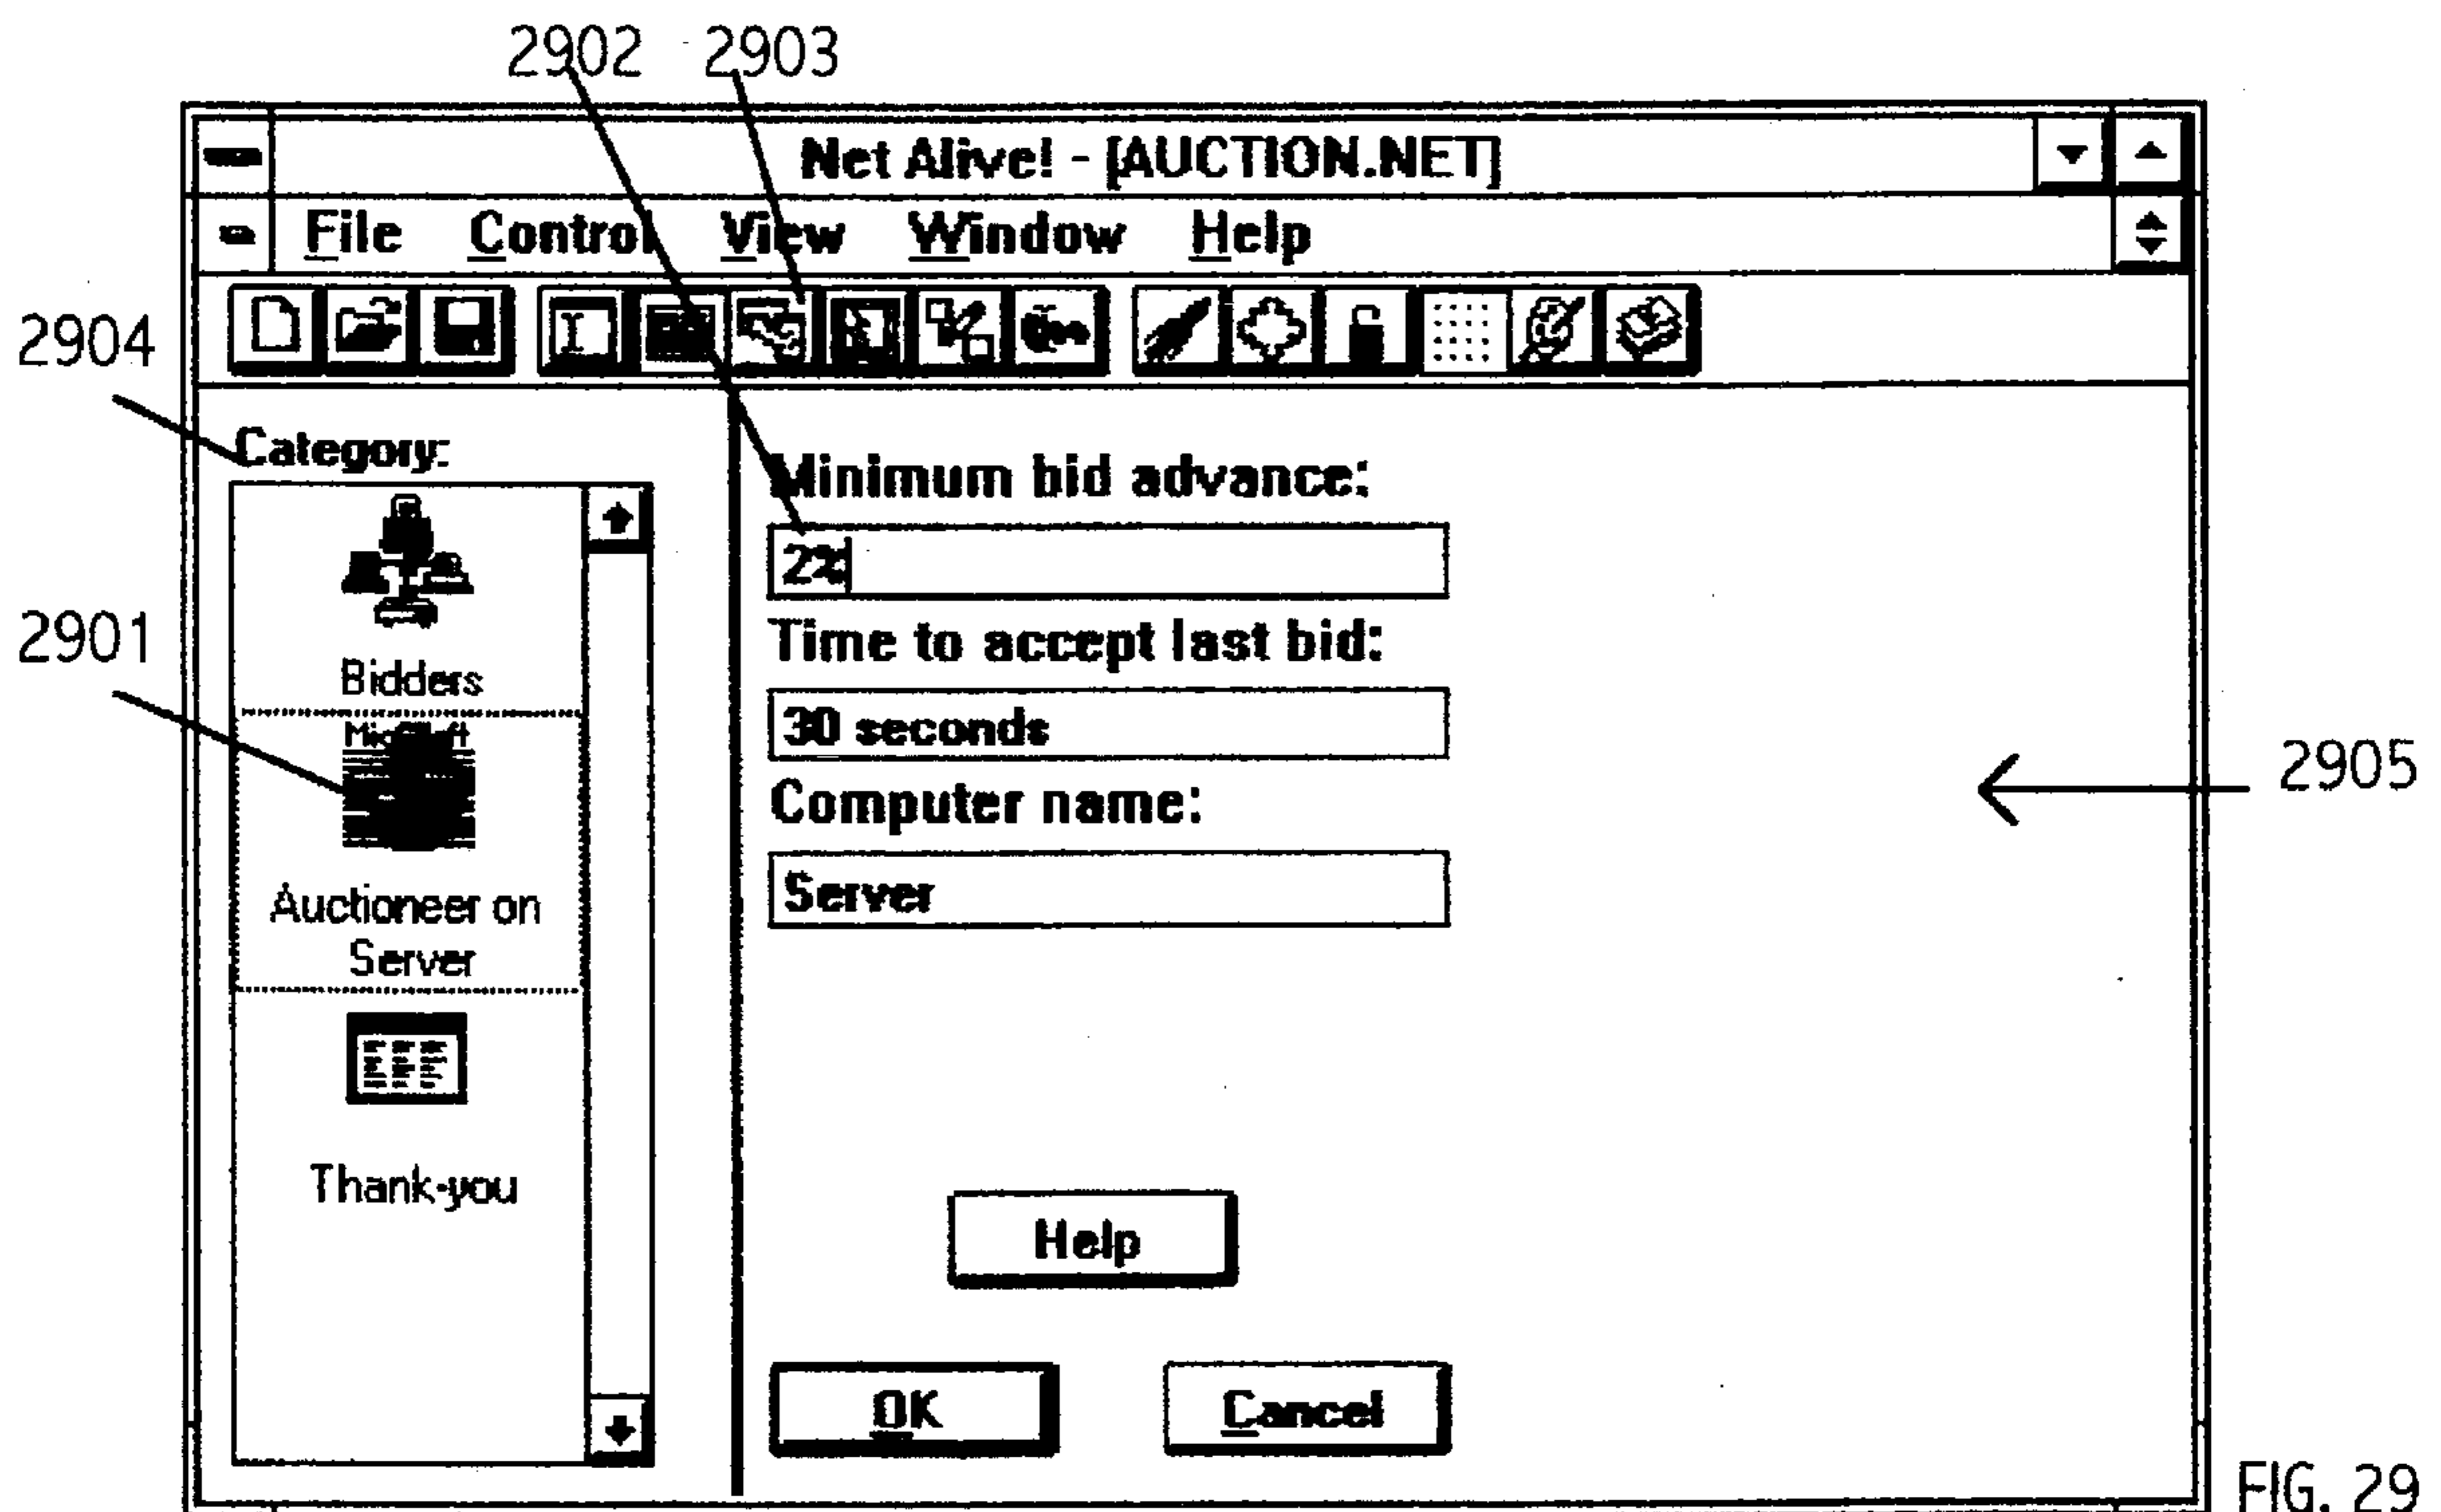 2902 2903
Net Alive! - [AUCTION.NET]
File Control View Window Help
2904
Category:
Minimum bid advance:
2%
2901
Bidders
Time to accept last bid:
30 seconds
2905
Computer name:
Server
Auctioneer on
Server
Thank-you
Help
OK Cancel
FIG. 29